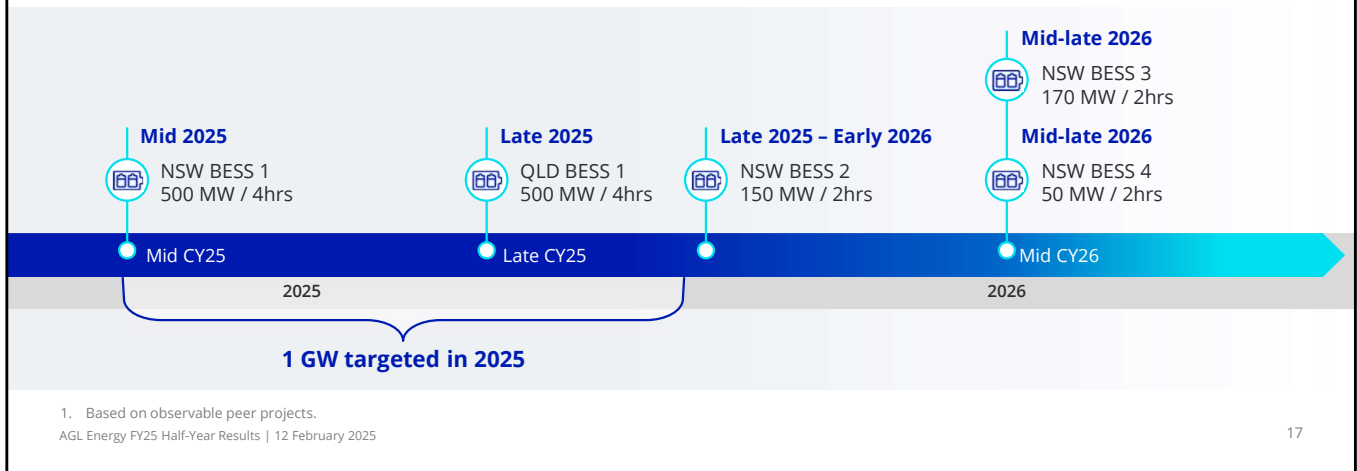 Mid-late 2026
NSW BESS 3
170 MW / 2hrs
Mid 2025
NSW BESS 1
500 MW / 4hrs
Late 2025
QLD BESS 1
500 MW / 4hrs
Late 2025 – Early 2026
NSW BESS 2
150 MW / 2hrs
Mid-late 2026
NSW BESS 4
50 MW / 2hrs
Mid CY25
Late CY25
Mid CY26
2025
2026
1 GW targeted in 2025
1. Based on observable peer projects.
AGL Energy FY25 Half-Year Results | 12 February 2025
17